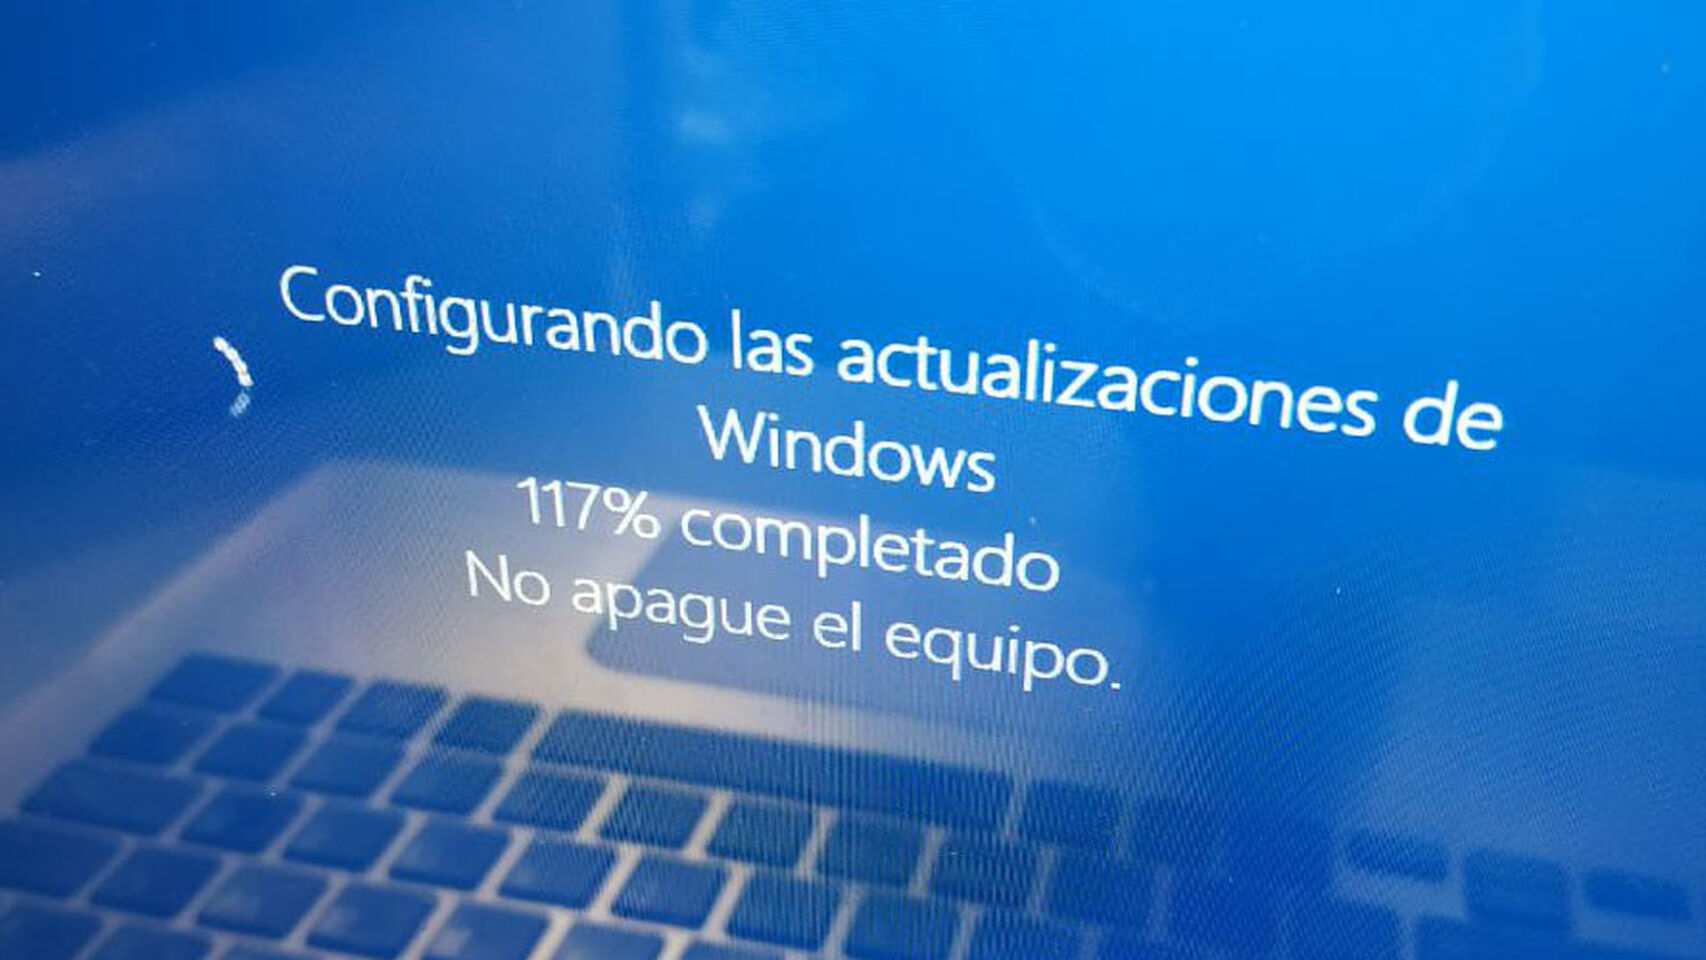 Configurando las actualizaciones de
Windows
117% completado
No apague el equipo.